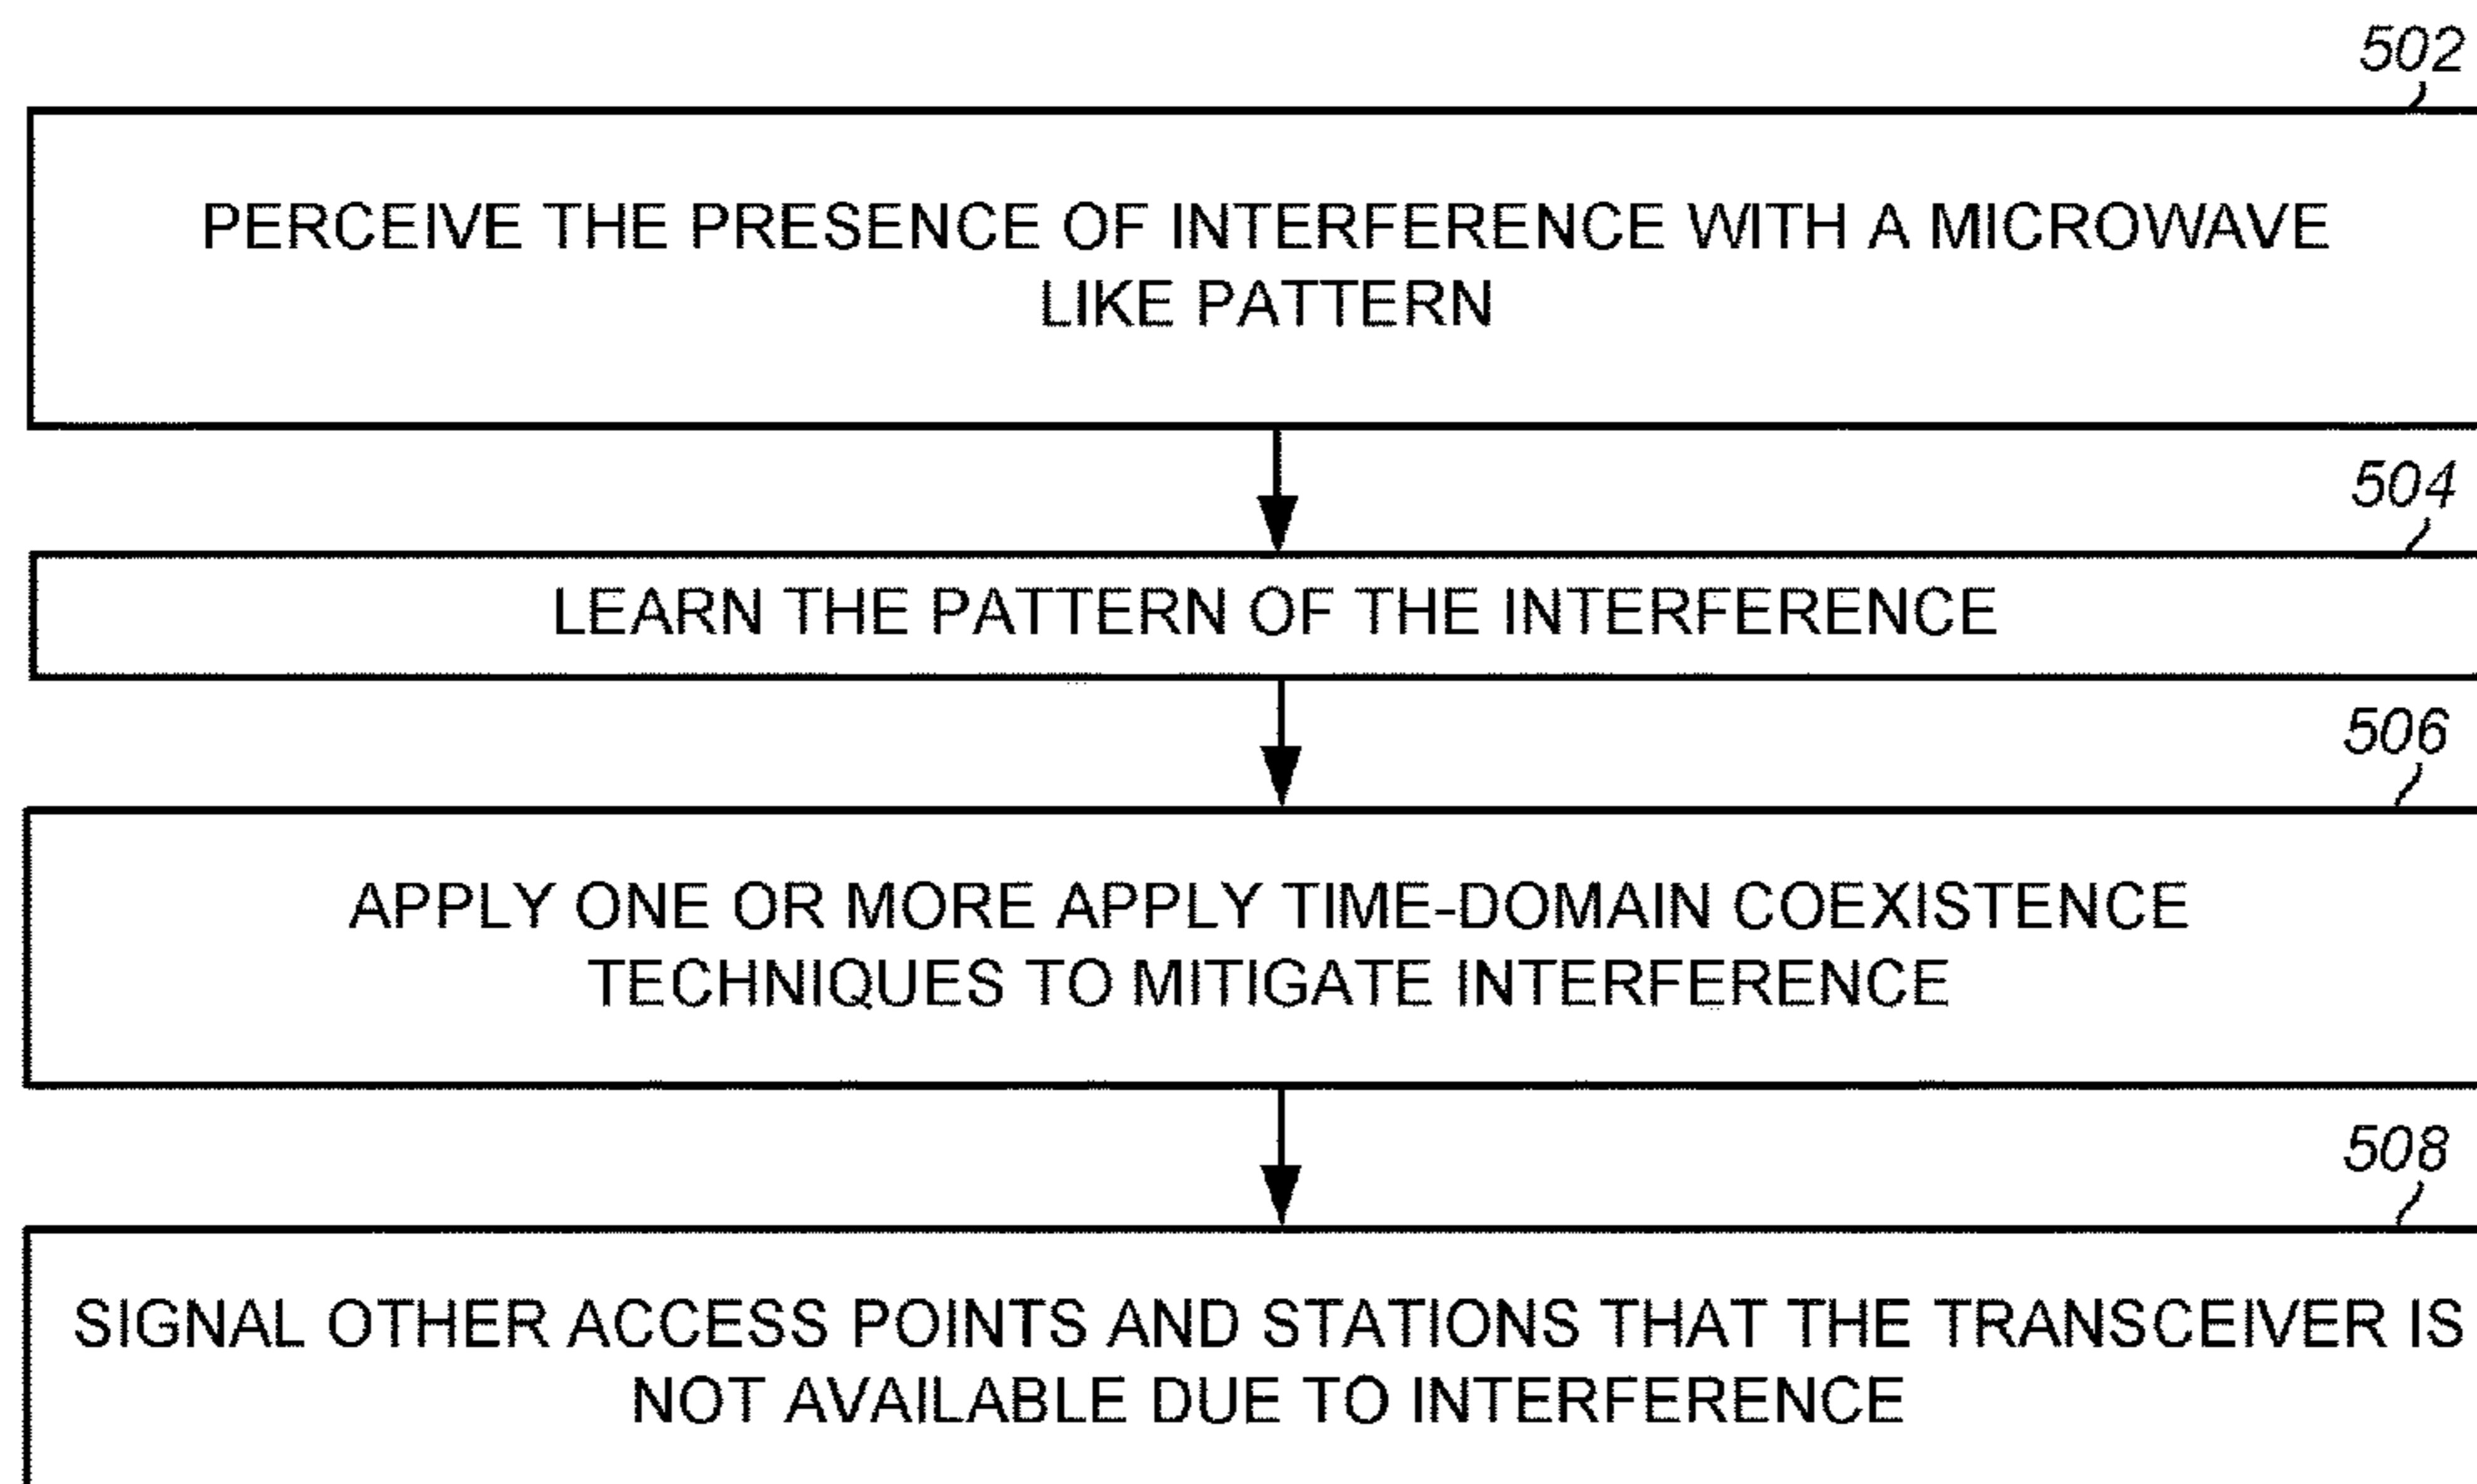 502
PERCEIVE THE PRESENCE OF INTERFERENCE WITH A MICROWAVE
LIKE PATTERN
504
LEARN THE PATTERN OF THE INTERFERENCE
506
APPLY ONE OR MORE APPLY TIME-DOMAIN COEXISTENCE
TECHNIQUES TO MITIGATE INTERFERENCE
508
SIGNAL OTHER ACCESS POINTS AND STATIONS THAT THE TRANSCEIVER IS
NOT AVAILABLE DUE TO INTERFERENCE